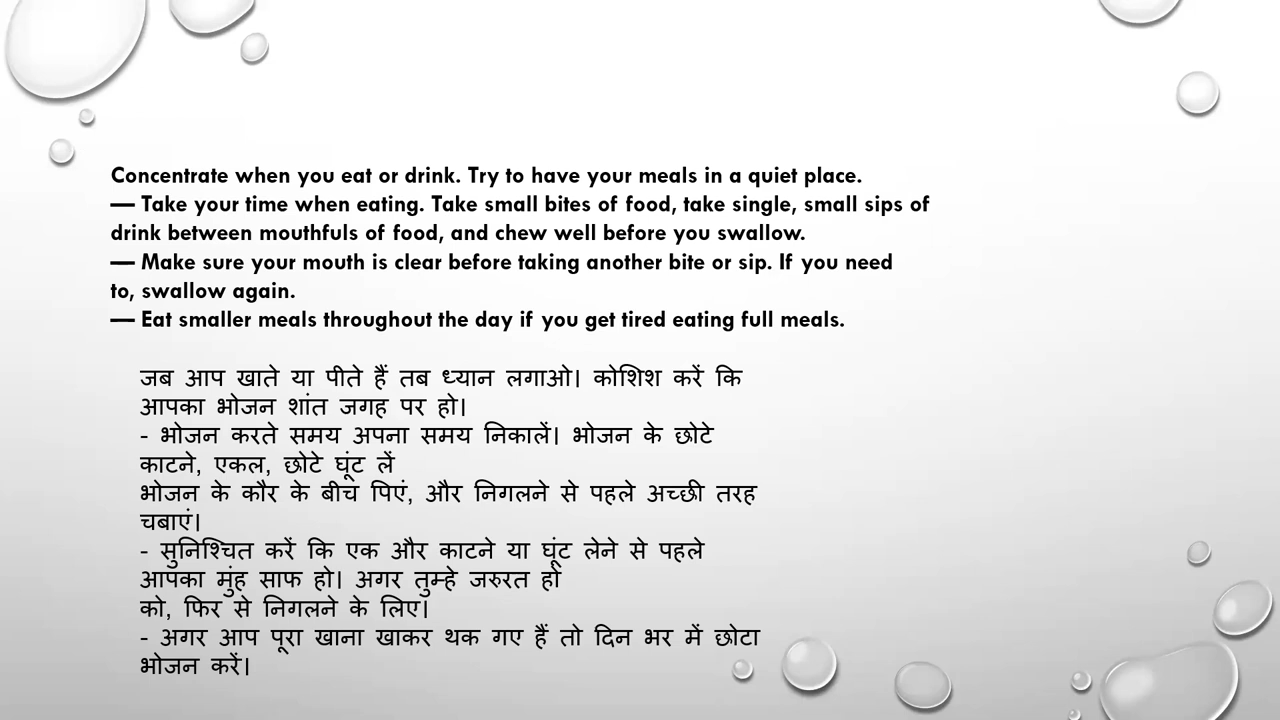 Concentrate when you eat or drink. Try to have your meals in a quiet place.
— Take your time when eating. Take small bites of food, take single, small sips of
drink between mouthfuls of food, and chew well before you swallow.
— Make sure your mouth is clear before taking another bite or sip. If you need
to, swallow again.
— Eat smaller meals throughout the day if you get tired eating full meals.
जब आप खाते या पीते हैं तब ध्यान लगाओ। कोशिश करें कि
आपका भोजन शांत जगह पर हो।
- भोजन करते समय अपना समय निकालें। भोजन के छोटे
काटने, एकल, छोटे घूंट लें
भोजन के कौर के बीच पिएं, और निगलने से पहले अच्छी तरह
चबाएं।
- सुनिश्चित करें कि एक और काटने या घूंट लेने से पहले
आपका मुंह साफ हो। अगर तुम्हे जरुरत हो
को, फिर से निगलने के लिए।
- अगर आप पूरा खाना खाकर थक गए हैं तो दिन भर में छोटा
भोजन करें।